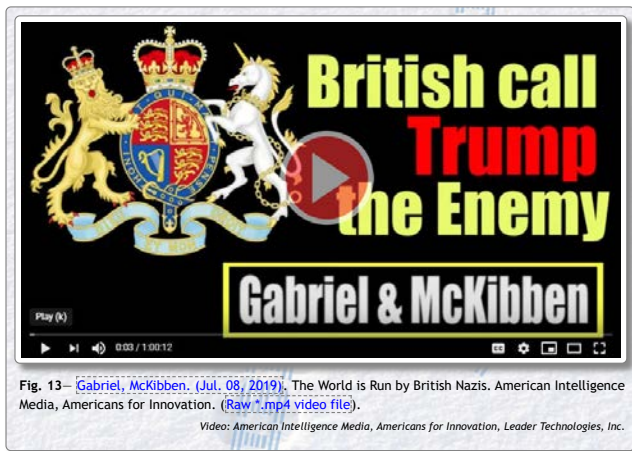 British call
Trump
the Enemy
Gabriel & McKibben
Play (k)
0:03 / 1:00:12
CC
Fig. 13— Gabriel, McKibben. (Jul. 08, 2019). The World is Run by British Nazis. American Intelligence
Media, Americans for Innovation. (Raw *.mp4 video file).
Video: American Intelligence Media, Americans for Innovation, Leader Technologies, Inc.